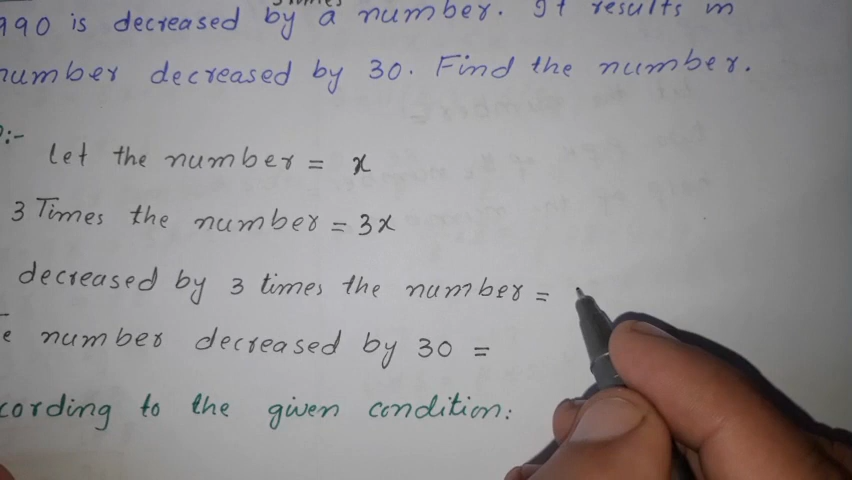 990 is decreased by a number. It results in
number decreased by 30. Find the number.
:-
Let the number = x
3 Times the number = 3x
decreased by 3 times the number =
e number decreased by 30 =
cording to the given condition: